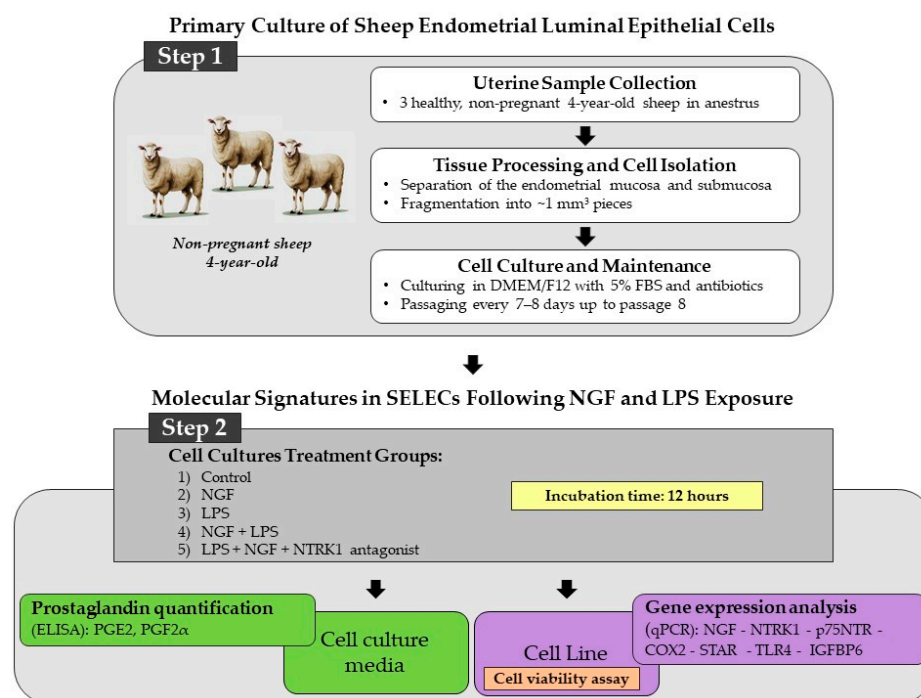 Primary Culture of Sheep Endometrial Luminal Epithelial Cells
Step 1
Uterine Sample Collection
• 3 healthy, non-pregnant 4-year-old sheep in anestrus
Tissue Processing and Cell Isolation
• Separation of the endometrial mucosa and submucosa
• Fragmentation into ~1 mm³ pieces
Non-pregnant sheep
4-year-old
Cell Culture and Maintenance
• Culturing in DMEM/F12 with 5% FBS and antibiotics
• Passaging every 7–8 days up to passage 8
Molecular Signatures in SELECs Following NGF and LPS Exposure
Step 2
Cell Cultures Treatment Groups:
1) Control
2) NGF
3) LPS
4) NGF + LPS
5) LPS + NGF + NTRK1 antagonist
Incubation time: 12 hours
Prostaglandin quantification
(ELISA): PGE2, PGF2α
Cell culture
media
Cell Line
Cell viability assay
Gene expression analysis
(qPCR): NGF - NTRK1 - p75NTR -
COX2 - STAR - TLR4 - IGFBP6